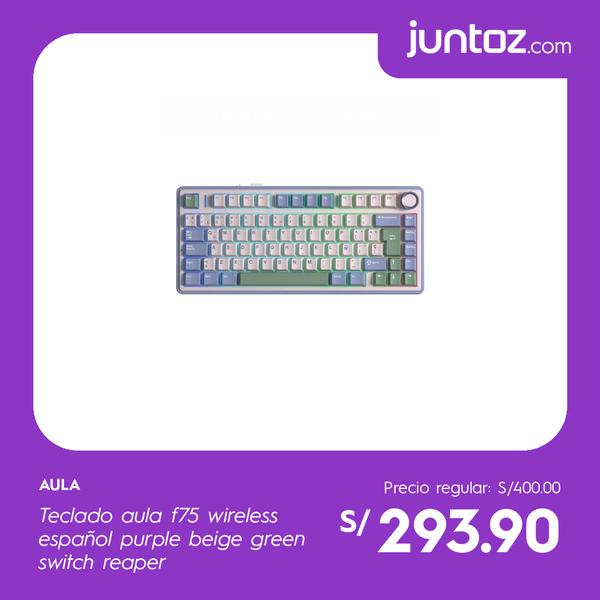 juntoz.com
AULA
Teclado aula f75 wireless
español purple beige green
switch reaper
Precio regular: S/400.00
S/293.90